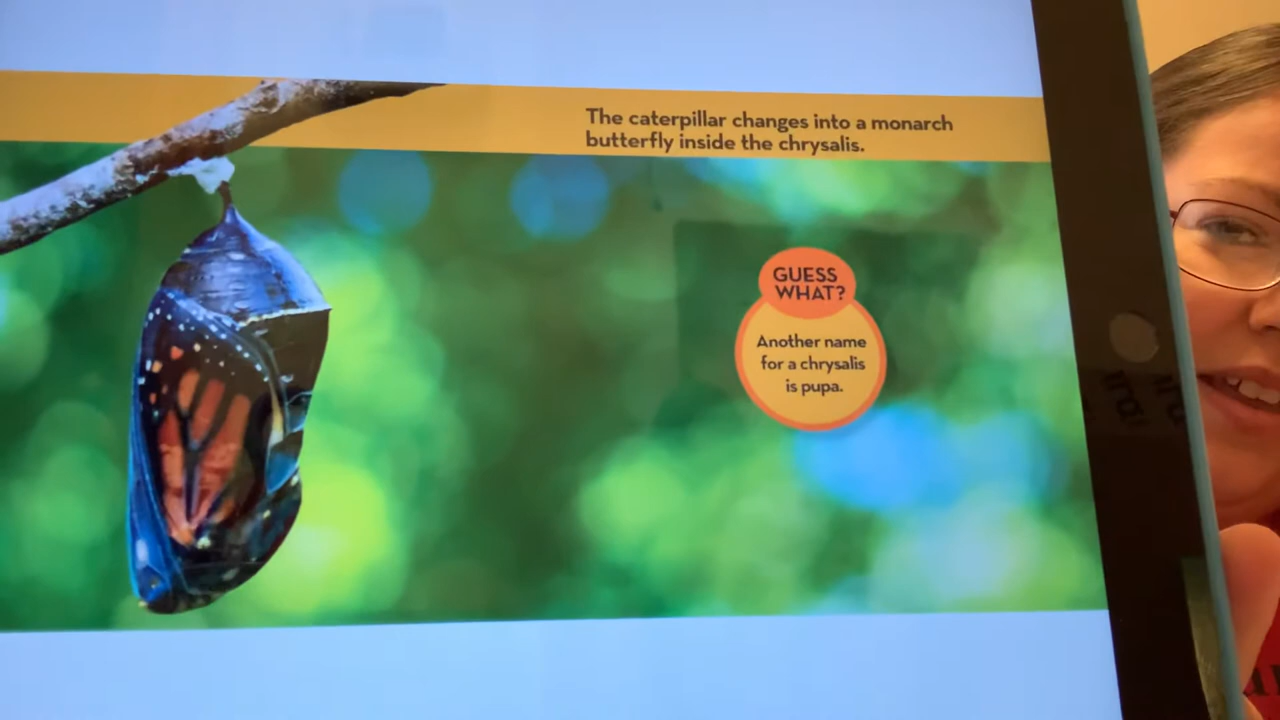 The caterpillar changes into a monarch
butterfly inside the chrysalis.
GUESS
WHAT?
Another name
for a chrysalis
is pupa.